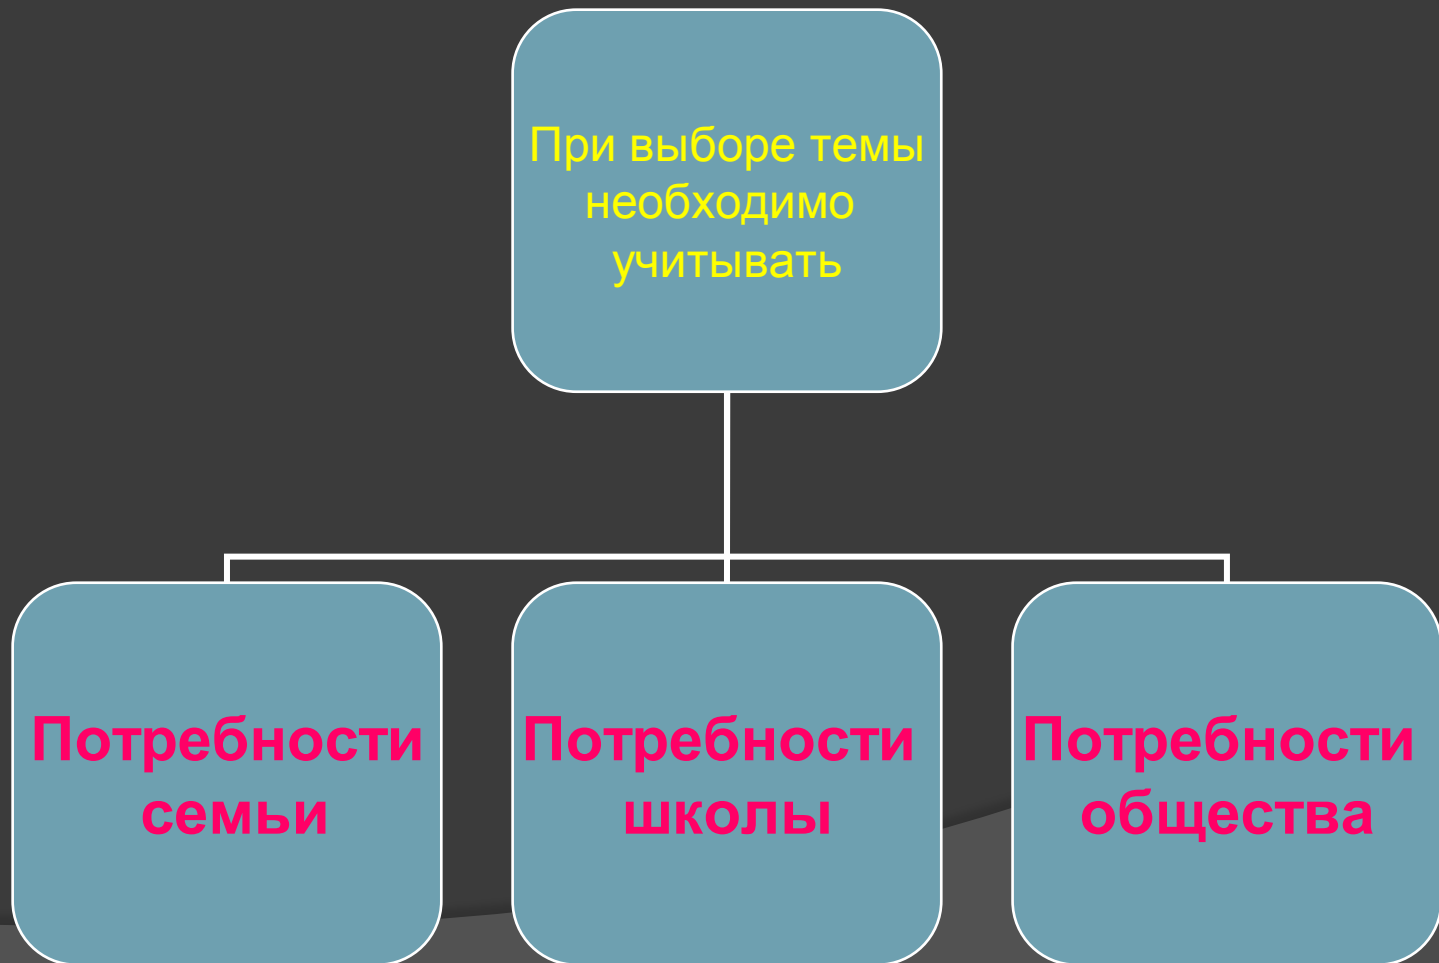 При выборе темы
необходимо
учитывать
Потребности
семьи
Потребности
школы
Потребности
общества